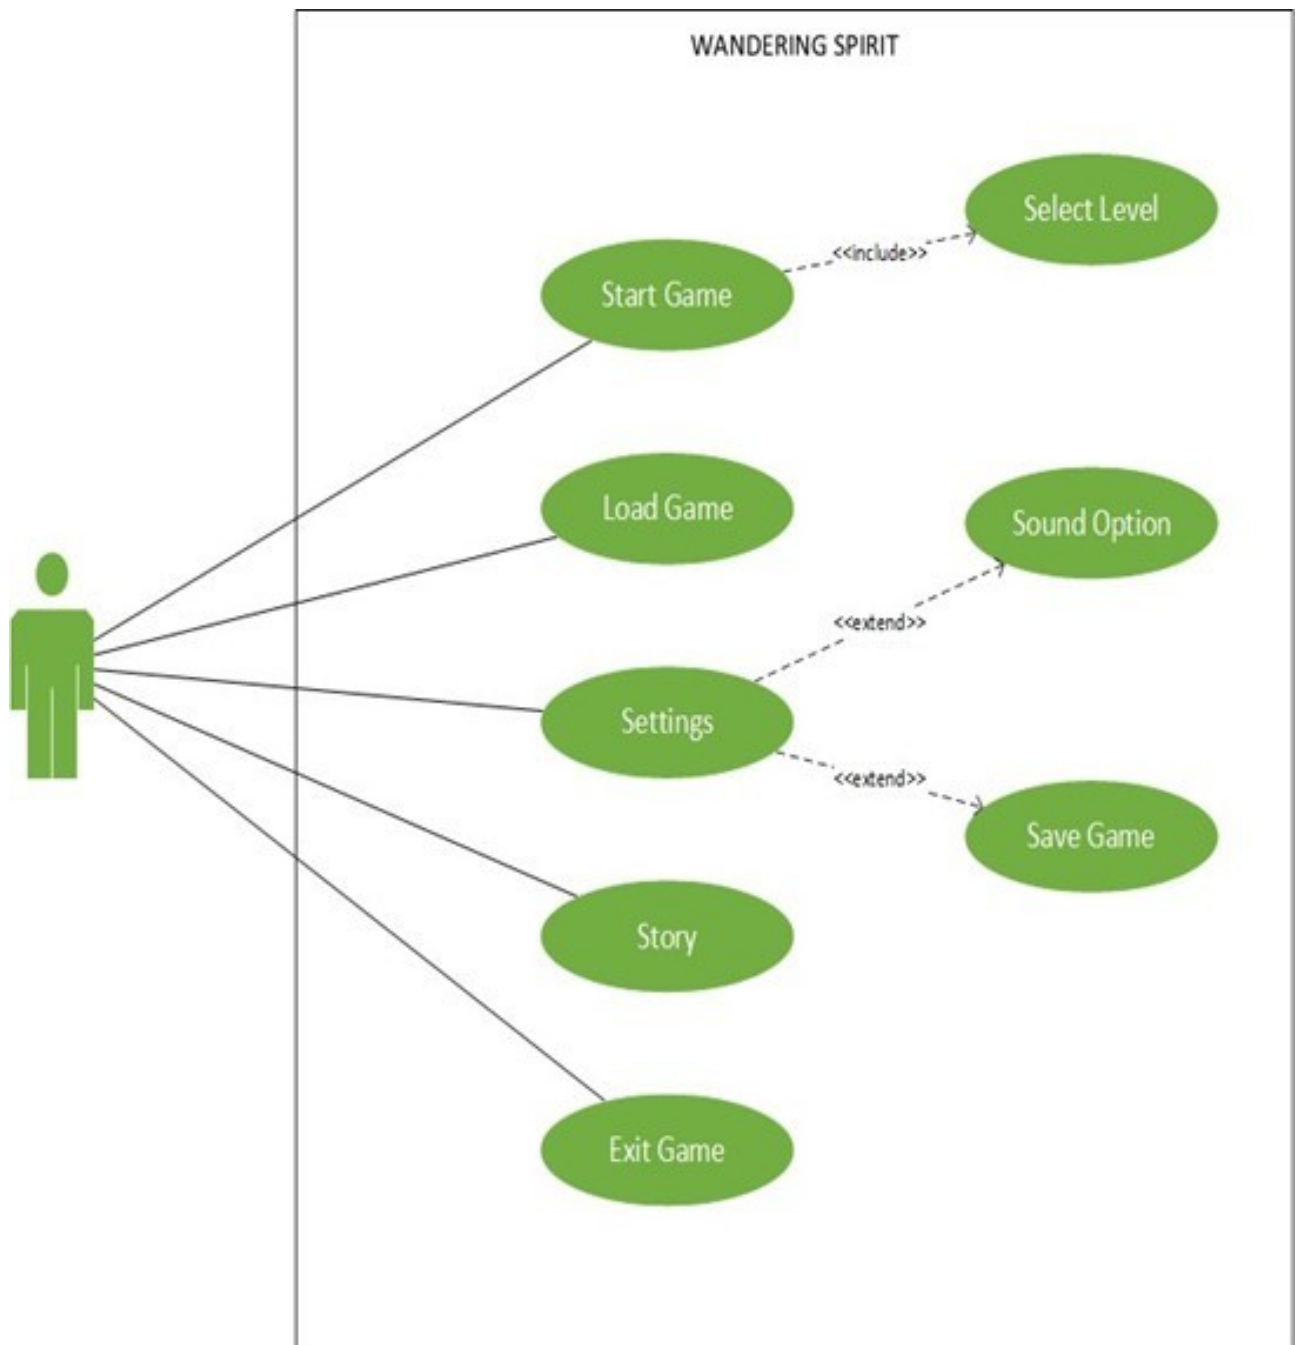 WANDERING SPIRIT
Select Level
<<include>>
Start Game
Load Game
Sound Option
<<extend>>
Settings
<<extend>>
Save Game
Story
Exit Game